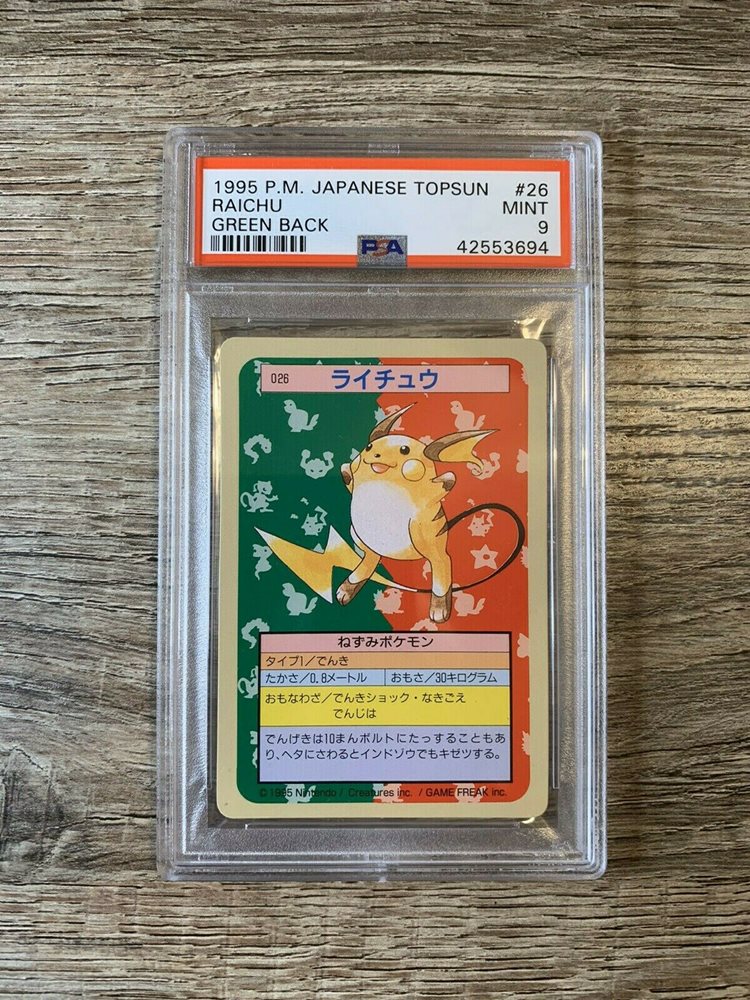 1995 P.M. JAPANESE TOPSUN #26
RAICHU MINT
GREEN BACK 9
PSA 42553694
026 ライチュウ
ねずみポケモン
タイプ1/でんき
たかさ/0.8メートル おもさ/30キログラム
おもなわざ/でんきショック・なきごえ
でんじは
でんげきは10まんボルトにたっすることもあ
り、ヘタにさわるとインドゾウでもキゼツする。
© 1995 Nintendo / Creatures inc. / GAME FREAK inc.